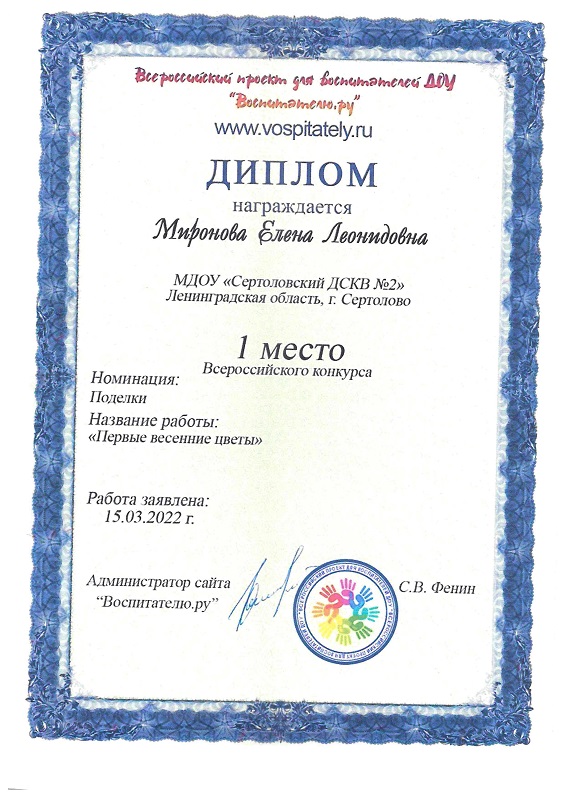 Всероссийский проект для воспитателей ДОУ
"Воспитателю.ру"
www.vospitately.ru
ДИПЛОМ
награждается
Миронова Елена Леонидовна
МДОУ «Сертоловский ДСКВ №2»
Ленинградская область, г. Сертолово
1 место
Всероссийского конкурса
Номинация:
Поделки
Название работы:
«Первые весенние цветы»
Работа заявлена:
15.03.2022 г.
Администратор сайта
“Воспитателю.ру”
С.В. Фенин